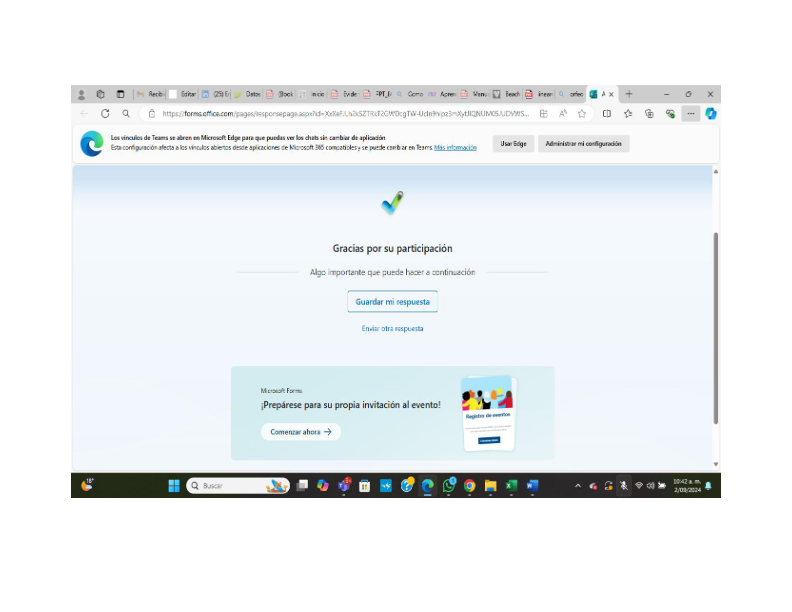 Recibi
Editar
(25) E
Datos
(Book
Inicio
Evide
PPT_E
Como
Apren
Manu
Beach
linear
orfeo
A
https://forms.office.com/pages/responsepage.aspx?id=
Los vínculos de Teams se abren en Microsoft Edge para que puedas ver los chats sin cambiar de aplicación
Esta configuración afecta a los vínculos abiertos desde aplicaciones de Microsoft 365 compatibles y se puede cambiar en Teams Más información
Usar Edge
Administrar mi configuración
Gracias por su participación
Algo importante que puede hacer a continuación
Guardar mi respuesta
Enviar otra respuesta
Microsoft Forms
¡Prepárese para su propia invitación al evento!
Comenzar ahora →
Registro de eventos
18°
Buscar
10:42 a. m.
2/09/2024